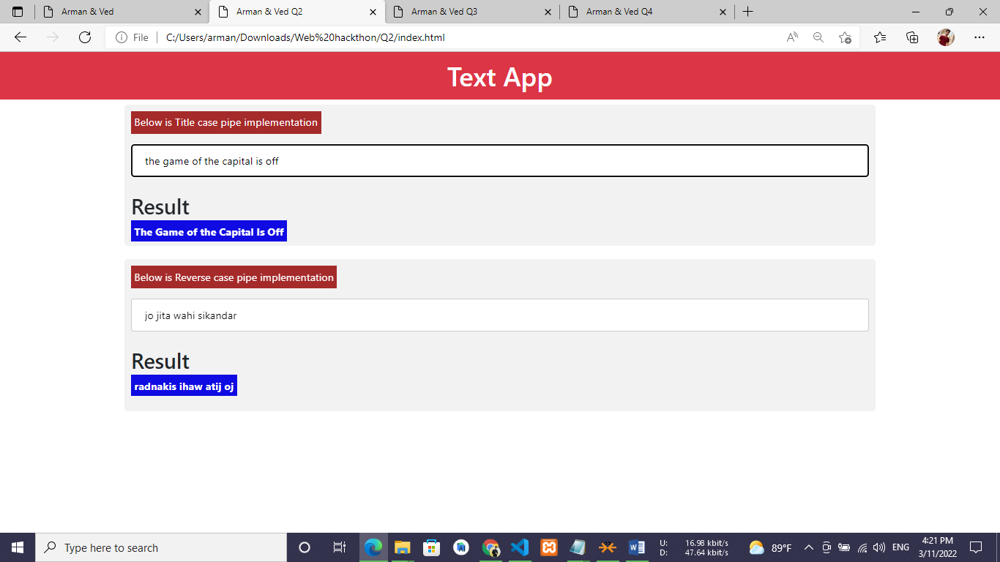 Arman & Ved
Arman & Ved Q2
Arman & Ved Q3
Arman & Ved Q4
File
C:/Users/arman/Downloads/Web%20hackthon/Q2/index.html
Text App
Below is Title case pipe implementation
the game of the capital is off
Result
The Game of the Capital Is Off
Below is Reverse case pipe implementation
jo jita wahi sikandar
Result
radnakis ihaw atij oj
Type here to search
U: 16.98 kbit/s
D: 47.64 kbit/s
89°F
ENG
4:21 PM
3/11/2022